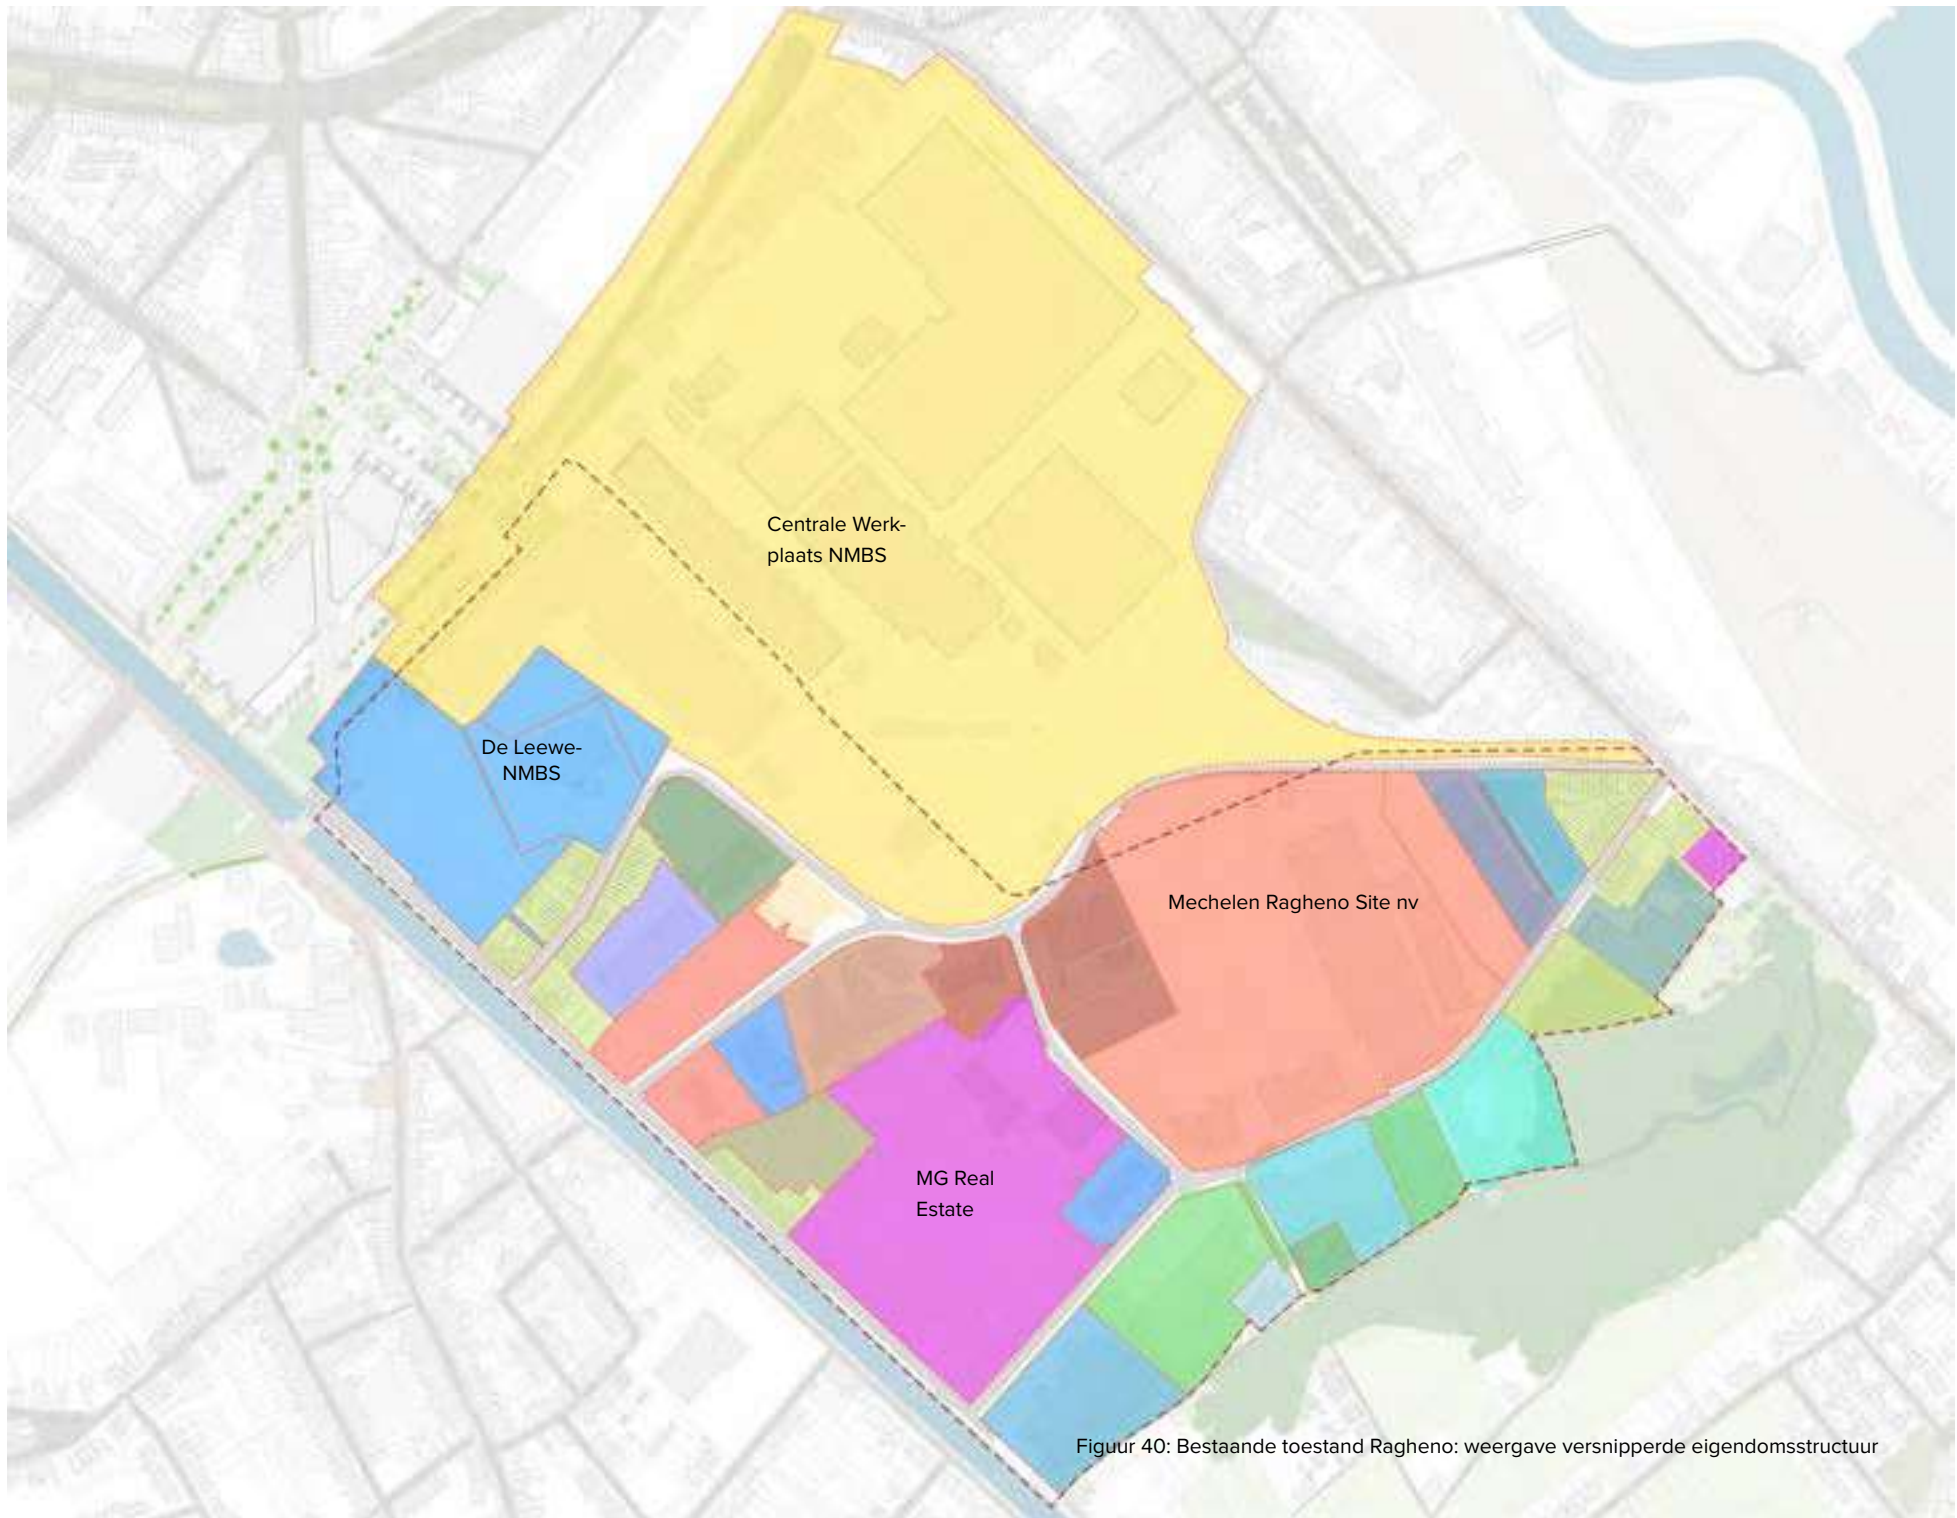 Centrale Werk-
plaats NMBS
De Leewe-
NMBS
Mechelen Ragheno Site nv
MG Real
Estate
Figuur 40: Bestaande toestand Ragheno: weergave versnipperde eigendomsstructuur